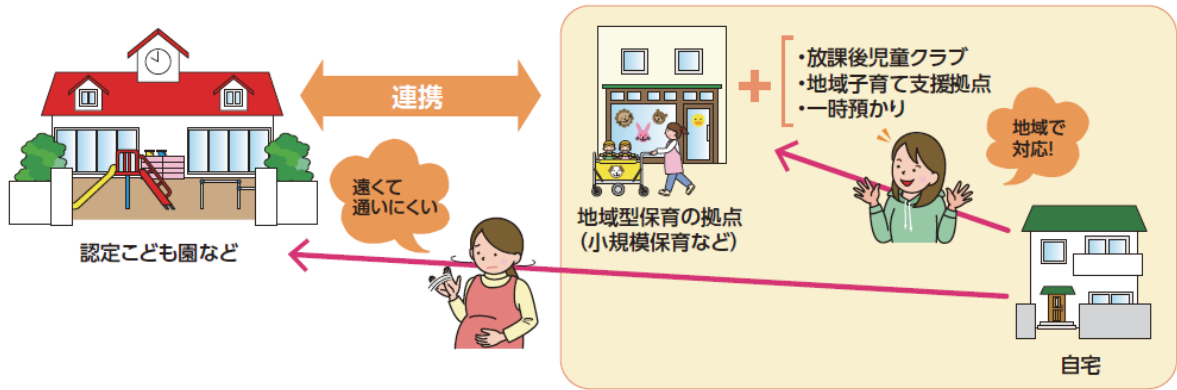 連携
遠くて
通いにくい
認定こども園など
・放課後児童クラブ
・地域子育て支援拠点
・一時預かり
地域で
対応!
地域型保育の拠点
(小規模保育など)
自宅